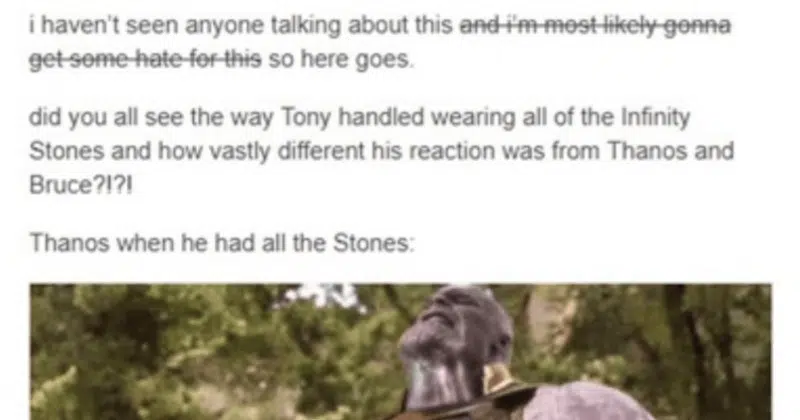 i haven't seen anyone talking about this and i'm most likely gonna
get some hate for this so here goes.
did you all see the way Tony handled wearing all of the Infinity
Stones and how vastly different his reaction was from Thanos and
Bruce?!?!
Thanos when he had all the Stones: